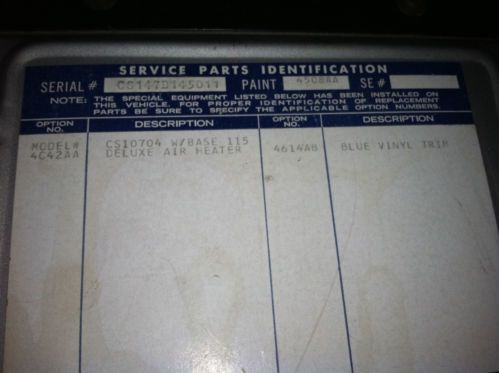 SERVICE PARTS IDENTIFICATION
SERIAL # CS147B145011 PAINT SE #
NOTE: THE SPECIAL EQUIPMENT LISTED BELOW HAS BEEN INSTALLED ON
THIS VEHICLE. FOR PROPER IDENTIFICATION OF REPLACEMENT
PARTS BE SURE TO SPECIFY THE APPLICABLE OPTION NUMBERS.
OPTION NO. DESCRIPTION OPTION NO. DESCRIPTION
MODEL# CS10704 W/BASE 115 4614AB BLUE VINYL TRIM
4C42AA DELUXE AIR HEATER